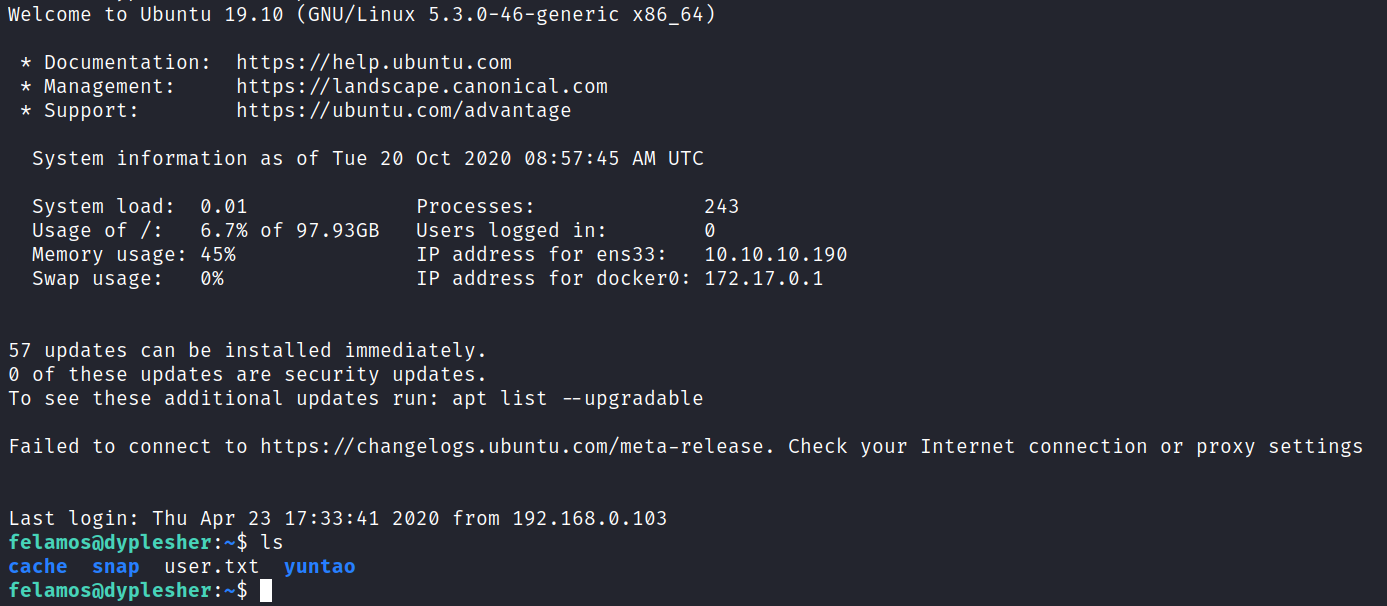 Welcome to Ubuntu 19.10 (GNU/Linux 5.3.0-46-generic x86_64)
* Documentation:  https://help.ubuntu.com
* Management:     https://landscape.canonical.com
* Support:        https://ubuntu.com/advantage
System information as of Tue 20 Oct 2020 08:57:45 AM UTC
System load:  0.01              Processes:              243
Usage of /:   6.7% of 97.93GB   Users logged in:        0
Memory usage: 45%               IP address for ens33:   10.10.10.190
Swap usage:   0%                IP address for docker0: 172.17.0.1
57 updates can be installed immediately.
0 of these updates are security updates.
To see these additional updates run: apt list --upgradable
Failed to connect to https://changelogs.ubuntu.com/meta-release. Check your Internet connection or proxy settings
Last login: Thu Apr 23 17:33:41 2020 from 192.168.0.103
felamos@dyplesher:~$ ls
cache  snap  user.txt  yuntao
felamos@dyplesher:~$